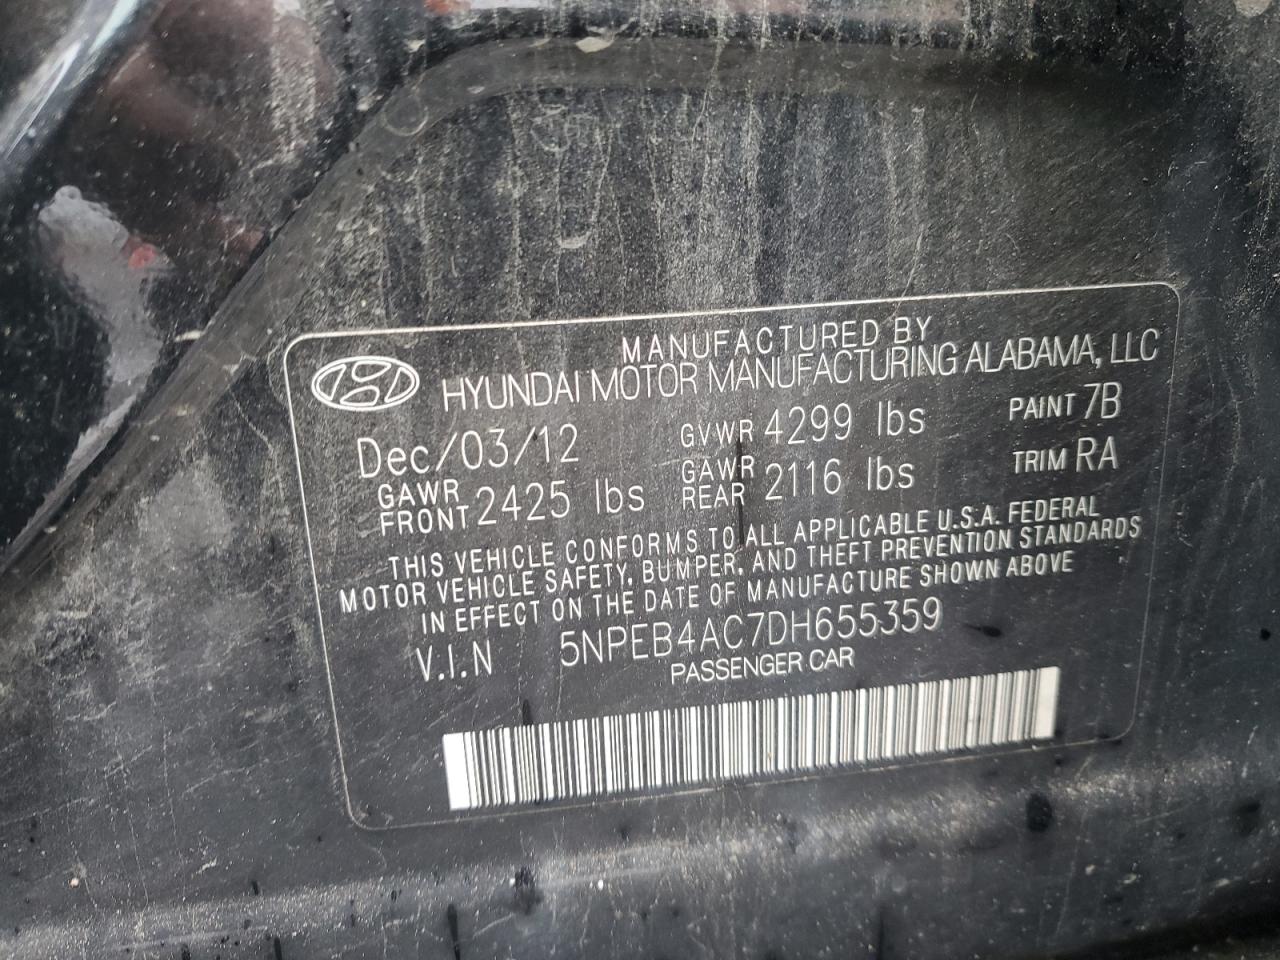 MANUFACTURED BY
HYUNDAI MOTOR MANUFACTURING ALABAMA, LLC
Dec/03/12 GVWR 4299 lbs PAINT 7B
GAWR FRONT 2425 lbs GAWR REAR 2116 lbs TRIM RA
THIS VEHICLE CONFORMS TO ALL APPLICABLE U.S.A. FEDERAL
MOTOR VEHICLE SAFETY, BUMPER, AND THEFT PREVENTION STANDARDS
IN EFFECT ON THE DATE OF MANUFACTURE SHOWN ABOVE
V.I.N 5NPEB4AC7DH655359
PASSENGER CAR